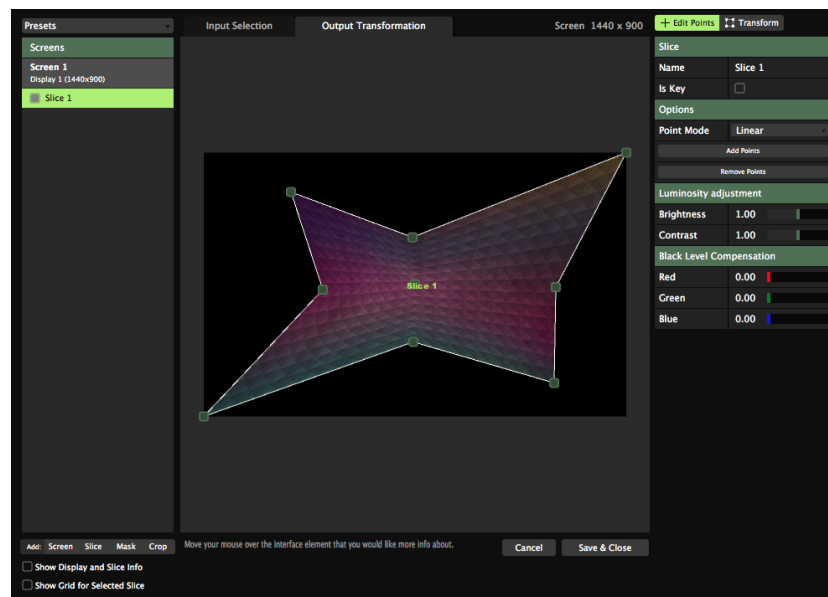 Presets
Screens
Screen 1
Display 1 (1440x900)
Slice 1
Add: Screen Slice Mask Crop
Show Display and Slice Info
Show Grid for Selected Slice
Input Selection Output Transformation Screen 1440 x 900
Slice 1
Move your mouse over the interface element that you would like more info about.
Cancel Save & Close
Edit Points Transform
Slice
Name Slice 1
Is Key
Options
Point Mode Linear
Add Points
Remove Points
Luminosity adjustment
Brightness 1.00
Contrast 1.00
Black Level Compensation
Red 0.00
Green 0.00
Blue 0.00